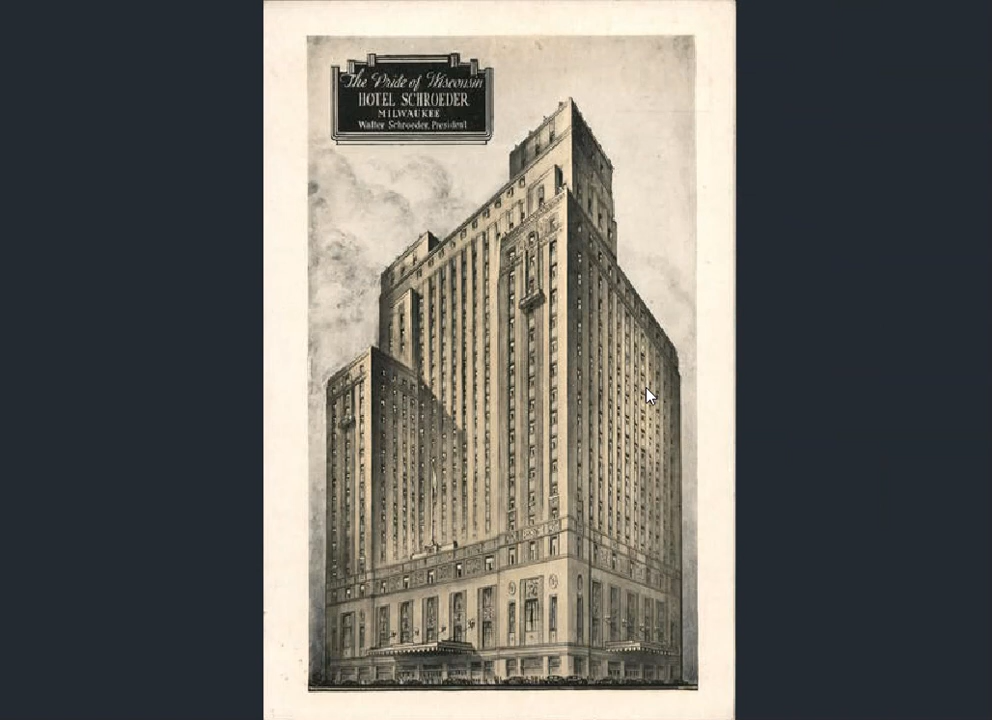 The Pride of Wisconsin
HOTEL SCHROEDER
MILWAUKEE
Walter Schroeder, President